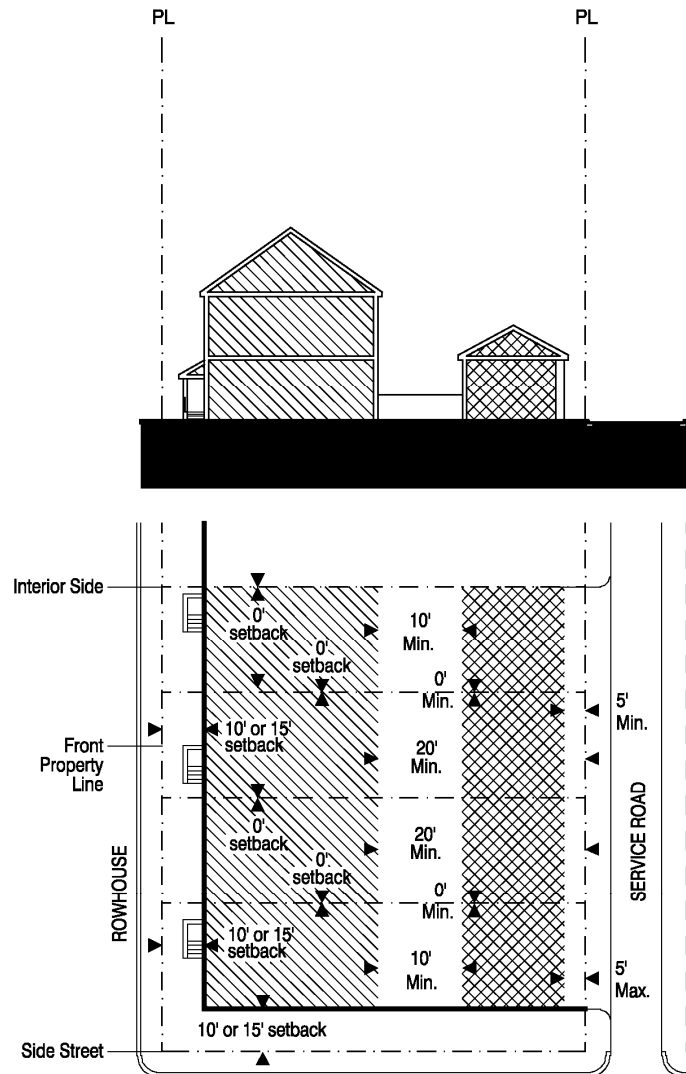 PL
PL
Interior Side
0'
setback
10'
Min.
0'
setback
0'
Min.
5'
Min.
10' or 15'
setback
Front
Property
Line
20'
Min.
0'
setback
20'
Min.
0'
setback
0'
Min.
ROWHOUSE
SERVICE ROAD
10' or 15'
setback
10'
Min.
5'
Max.
10' or 15' setback
Side Street